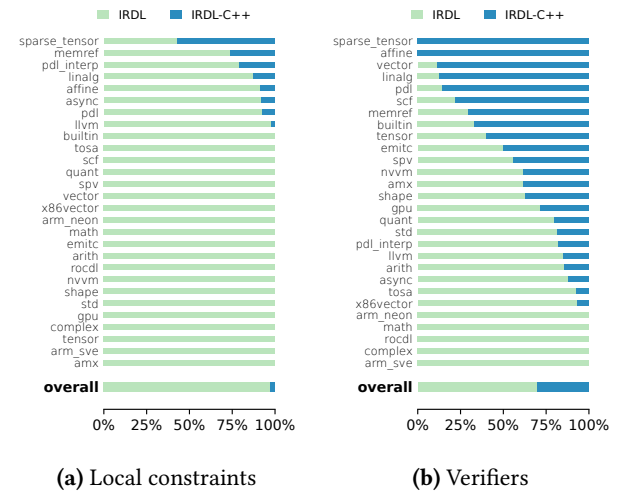 IRDL IRDL-C++
sparse_tensor
memref
pdl_interp
linalg
affine
async
pdl
llvm
builtin
tosa
scf
quant
spv
vector
x86vector
arm_neon
math
emitc
arith
rocdl
nvvm
shape
std
gpu
complex
tensor
arm_sve
amx
overall
0% 25% 50% 75% 100%
(a) Local constraints
IRDL IRDL-C++
sparse_tensor
affine
vector
linalg
pdl
scf
memref
builtin
tensor
emitc
spv
nvvm
amx
shape
gpu
quant
std
pdl_interp
llvm
arith
async
tosa
x86vector
arm_neon
math
rocdl
complex
arm_sve
overall
0% 25% 50% 75% 100%
(b) Verifiers